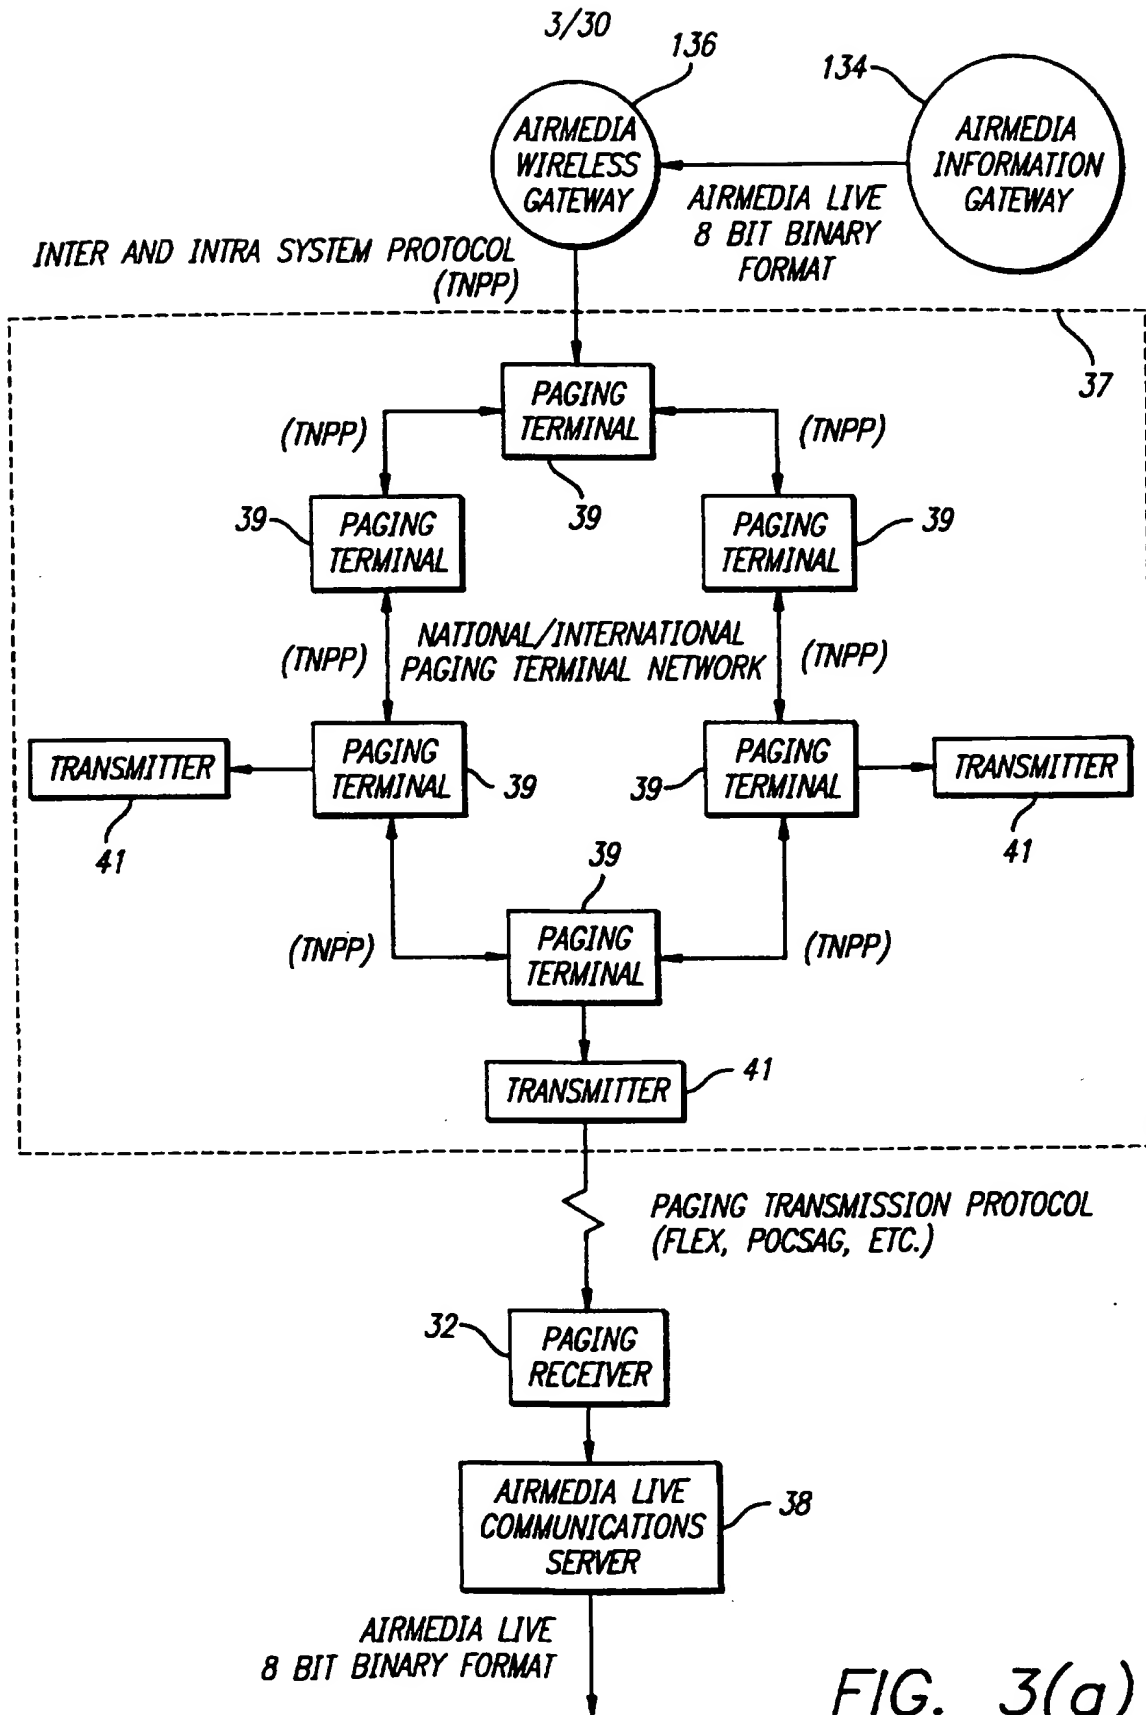 3/30
136
134
AIRMEDIA
WIRELESS
GATEWAY
AIRMEDIA
INFORMATION
GATEWAY
AIRMEDIA LIVE
8 BIT BINARY
FORMAT
INTER AND INTRA SYSTEM PROTOCOL
(TNPP)
37
PAGING
TERMINAL
39
(TNPP)
(TNPP)
39
PAGING
TERMINAL
PAGING
TERMINAL
39
(TNPP)
NATIONAL/INTERNATIONAL
PAGING TERMINAL NETWORK
(TNPP)
TRANSMITTER
41
PAGING
TERMINAL
39
39
PAGING
TERMINAL
TRANSMITTER
41
39
(TNPP)
PAGING
TERMINAL
(TNPP)
TRANSMITTER
41
PAGING TRANSMISSION PROTOCOL
(FLEX, POCSAG, ETC.)
32
PAGING
RECEIVER
AIRMEDIA LIVE
COMMUNICATIONS
SERVER
38
AIRMEDIA LIVE
8 BIT BINARY FORMAT
FIG. 3(a)